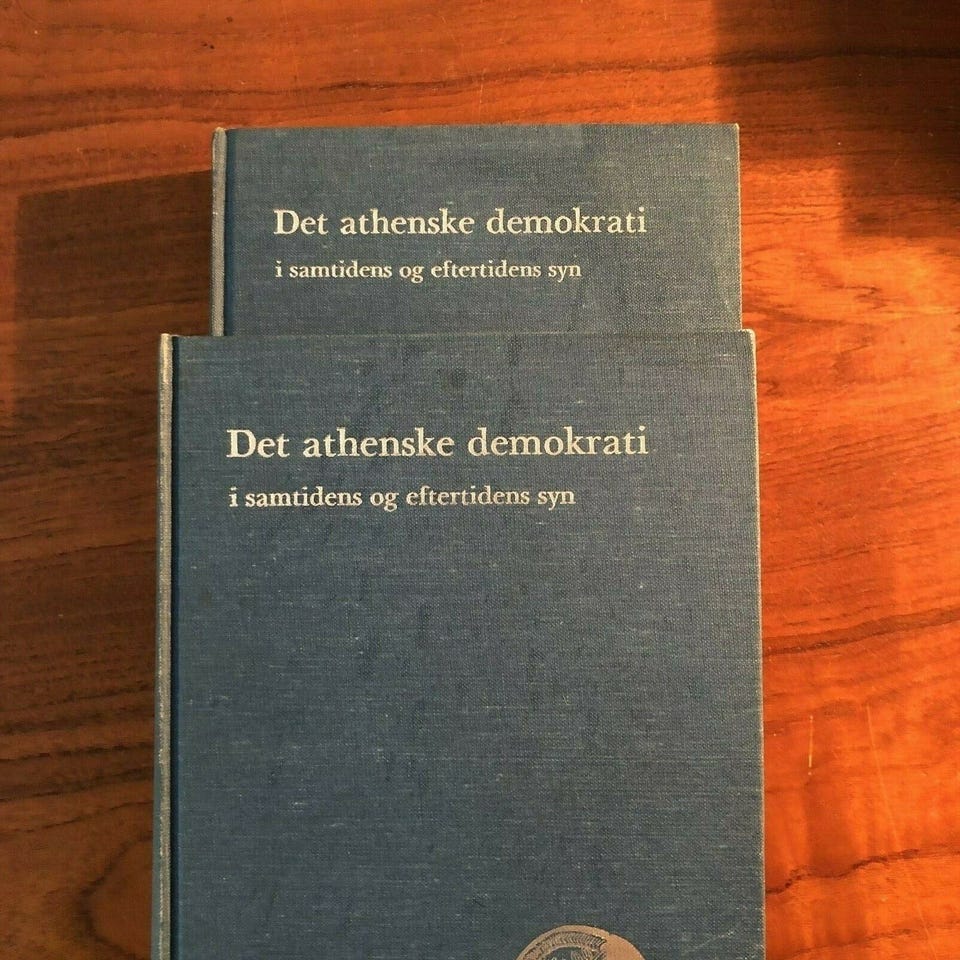 Det athenske demokrati
i samtidens og eftertidens syn
Det athenske demokrati
i samtidens og eftertidens syn